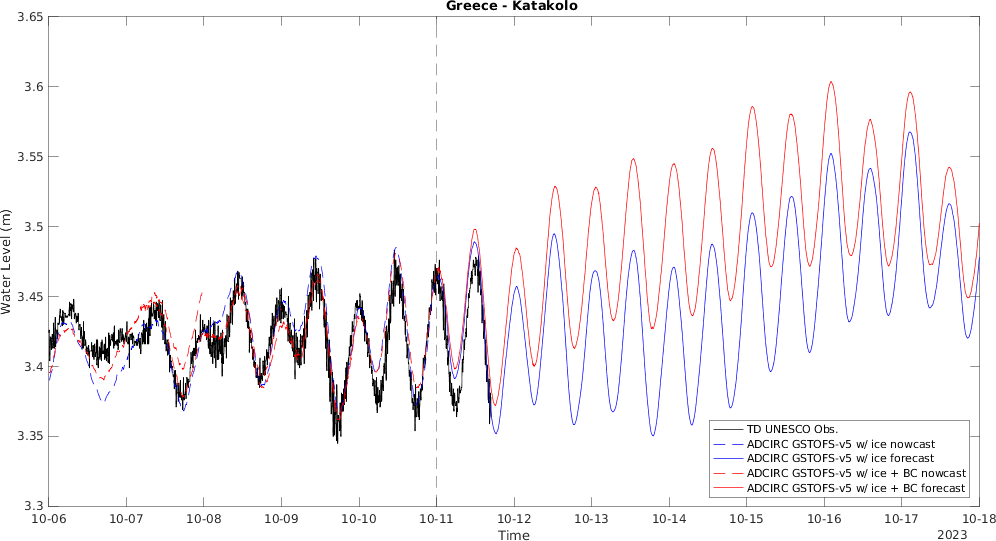 Greece - Katakolo
3.65
3.6
3.55
3.5
3.45
3.4
3.35
3.3
Water Level (m)
TD UNESCO Obs.
ADCIRC GSTOFS-v5 w/ ice nowcast
ADCIRC GSTOFS-v5 w/ ice forecast
ADCIRC GSTOFS-v5 w/ ice + BC nowcast
ADCIRC GSTOFS-v5 w/ ice + BC forecast
10-06 10-07 10-08 10-09 10-10 10-11 10-12 10-13 10-14 10-15 10-16 10-17 10-18
Time
2023